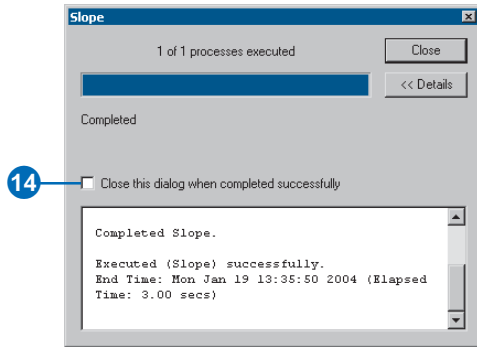 Slope
1 of 1 processes executed
Close
<< Details
Completed
14
Close this dialog when completed successfully
Completed Slope.
Executed (Slope) successfully.
End Time: Mon Jan 19 13:35:50 2004 (Elapsed
Time: 3.00 secs)